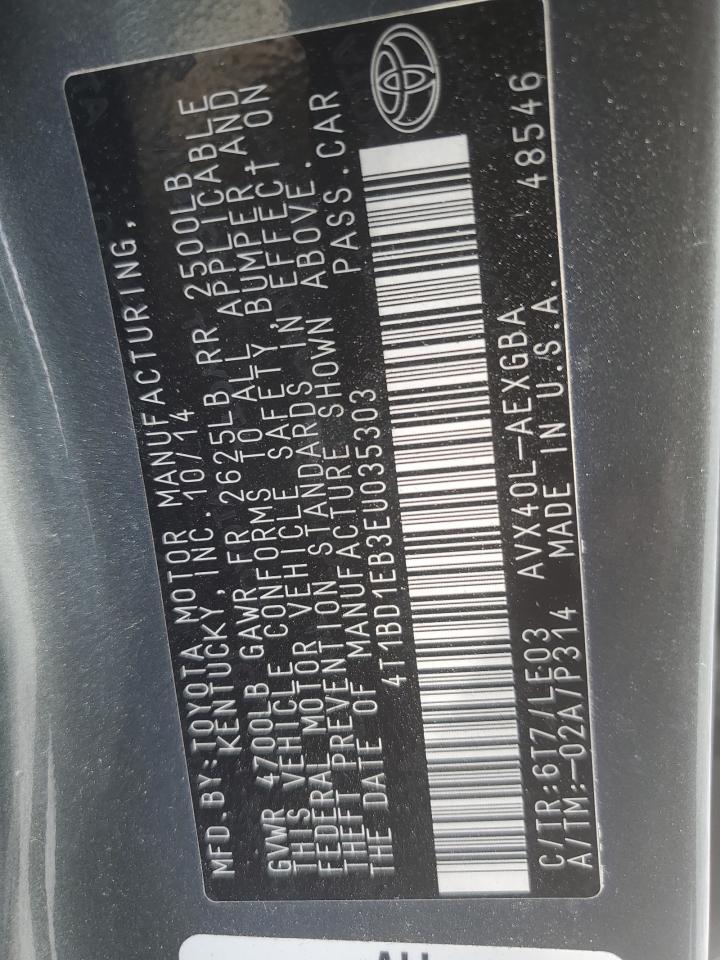 MFD.BY:TOYOTA MOTOR MANUFACTURING,
KENTUCKY,INC. 10/14
GVWR 4700LB GAWR FR 2625LB RR 2500LB
THIS VEHICLE CONFORMS TO ALL APPLICABLE
FEDERAL MOTOR VEHICLE SAFETY,BUMPER,AND
THEFT PREVENTION STANDARDS IN EFFECT ON
THE DATE OF MANUFACTURE SHOWN ABOVE.
4T1BD1EB3EU035303 PASS.CAR
C/TR:6T7/LE03 AVX40L-AEXGBA
A/TM:-02A/P314 MADE IN U.S.A. 48546